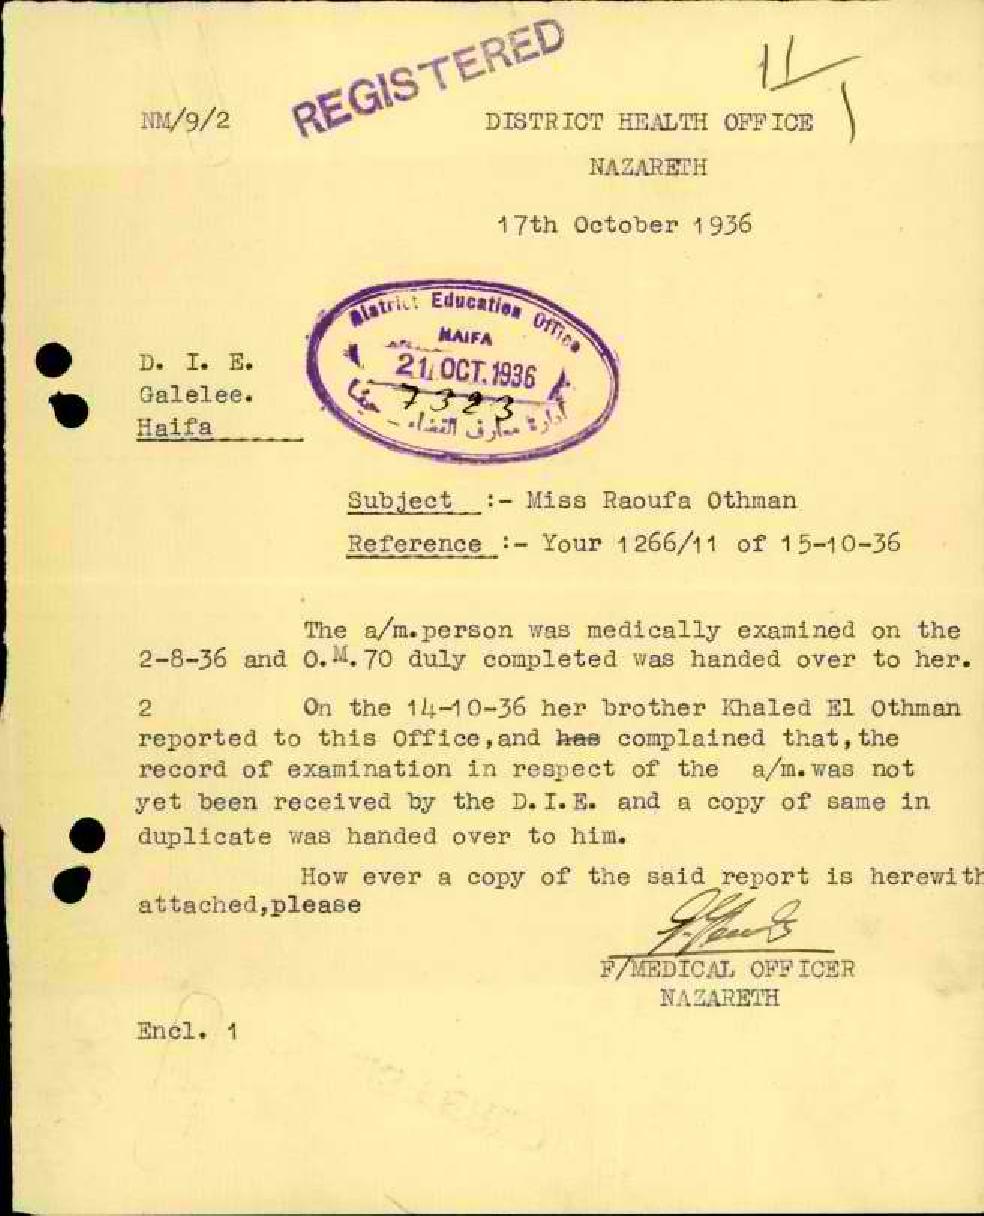 REGISTERED
11
NM/9/2
DISTRICT HEALTH OFFICE
NAZARETH
17th October 1936
District Education Office
HAIFA
21 OCT. 1936
7323
ادارة معارف القضاء - حيفا
D. I. E.
Galelee.
Haifa
Subject :- Miss Raoufa Othman
Reference :- Your 1266/11 of 15-10-36
The a/m.person was medically examined on the
2-8-36 and O.M.70 duly completed was handed over to her.
2 On the 14-10-36 her brother Khaled El Othman
reported to this Office,and has complained that,the
record of examination in respect of the a/m.was not
yet been received by the D.I.E. and a copy of same in
duplicate was handed over to him.
How ever a copy of the said report is herewith
attached,please
F/MEDICAL OFFICER
NAZARETH
Encl. 1